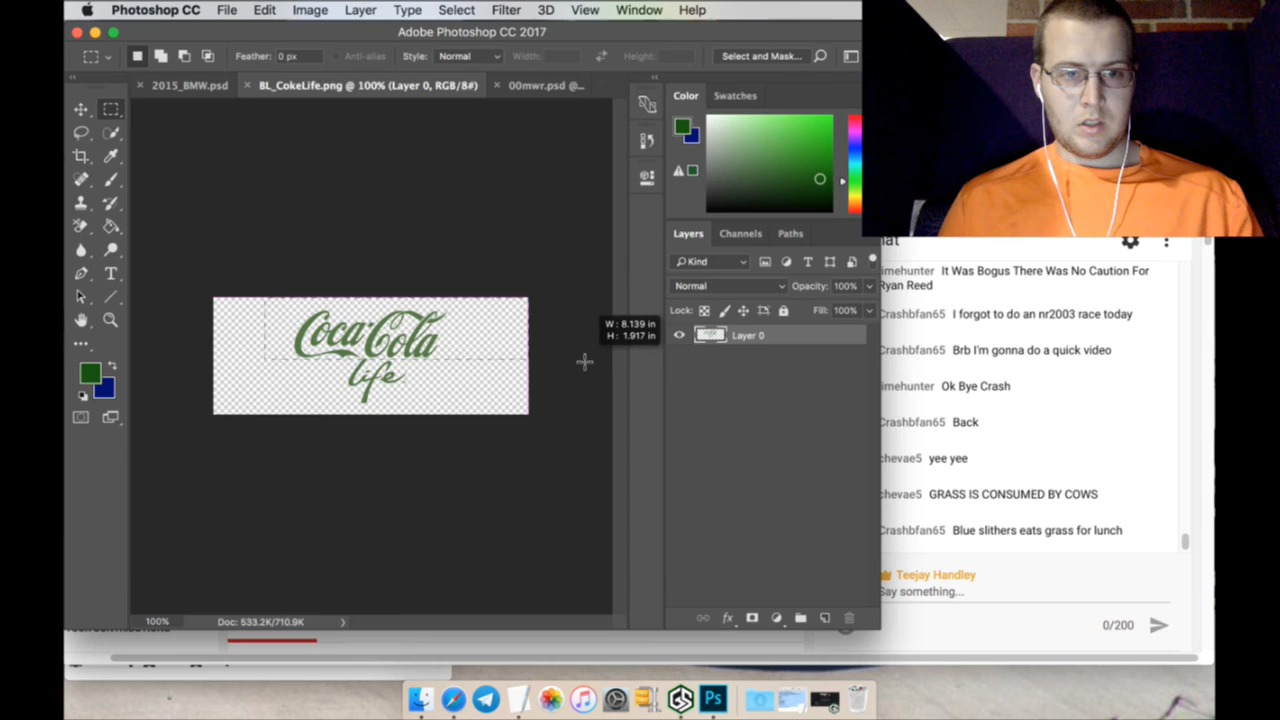 Photoshop CC File Edit Image Layer Type Select Filter 3D View Window Help
Adobe Photoshop CC 2017
Feather: 0 px Anti-alias Style: Normal Width: Height: Select and Mask...
2015_BMW.psd BL_CokeLife.png @ 100% (Layer 0, RGB/8#) 00mwr.psd @...
Color Swatches
Layers Channels Paths
Kind
Normal Opacity: 100%
Lock: Fill: 100%
Layer 0
Coca-Cola
life
W : 8.139 in
H : 1.917 in
100% Doc: 533.2K/710.9K
It Was Bogus There Was No Caution For
Ryan Reed
Crashbfan65 I forgot to do an nr2003 race today
Crashbfan65 Brb I'm gonna do a quick video
Ok Bye Crash
Crashbfan65 Back
chevae5 yee yee
chevae5 GRASS IS CONSUMED BY COWS
Crashbfan65 Blue slithers eats grass for lunch
Teejay Handley
Say something...
0/200
Ps